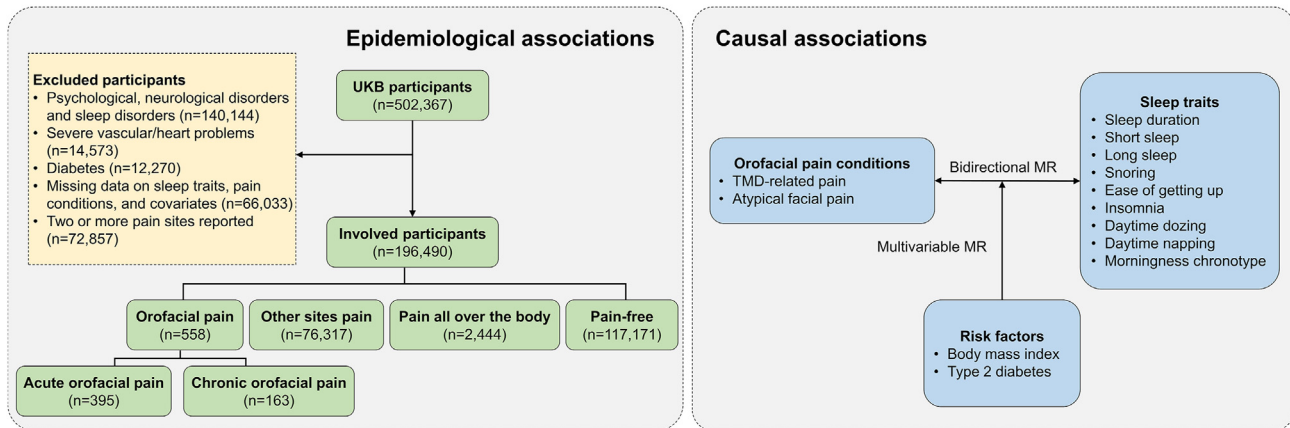 Epidemiological associations
Excluded participants
• Psychological, neurological disorders
and sleep disorders (n=140,144)
• Severe vascular/heart problems
(n=14,573)
• Diabetes (n=12,270)
• Missing data on sleep traits, pain
conditions, and covariates (n=66,033)
• Two or more pain sites reported
(n=72,857)
UKB participants
(n=502,367)
Involved participants
(n=196,490)
Orofacial pain
(n=558)
Other sites pain
(n=76,317)
Pain all over the body
(n=2,444)
Pain-free
(n=117,171)
Acute orofacial pain
(n=395)
Chronic orofacial pain
(n=163)
Causal associations
Orofacial pain conditions
• TMD-related pain
• Atypical facial pain
Bidirectional MR
Multivariable MR
Sleep traits
• Sleep duration
• Short sleep
• Long sleep
• Snoring
• Ease of getting up
• Insomnia
• Daytime dozing
• Daytime napping
• Morningness chronotype
Risk factors
• Body mass index
• Type 2 diabetes